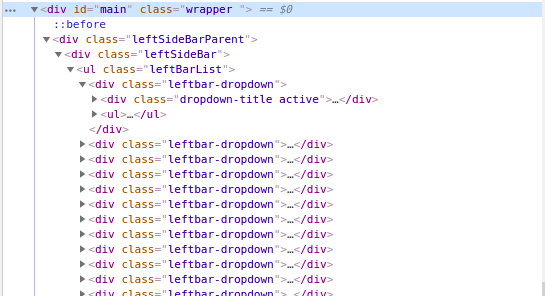 ... ▼<div id="main" class="wrapper "> == $0
::before
▼<div class="leftSideBarParent">
▼<div class="leftSideBar">
▼<ul class="leftBarList">
▼<div class="leftbar-dropdown">
▶<div class="dropdown-title active">…</div>
▶<ul>…</ul>
</div>
▶<div class="leftbar-dropdown">…</div>
▶<div class="leftbar-dropdown">…</div>
▶<div class="leftbar-dropdown">…</div>
▶<div class="leftbar-dropdown">…</div>
▶<div class="leftbar-dropdown">…</div>
▶<div class="leftbar-dropdown">…</div>
▶<div class="leftbar-dropdown">…</div>
▶<div class="leftbar-dropdown">…</div>
▶<div class="leftbar-dropdown">…</div>
▶<div class="leftbar-dropdown">…</div>
▶<div class="leftbar-dropdown">…</div>